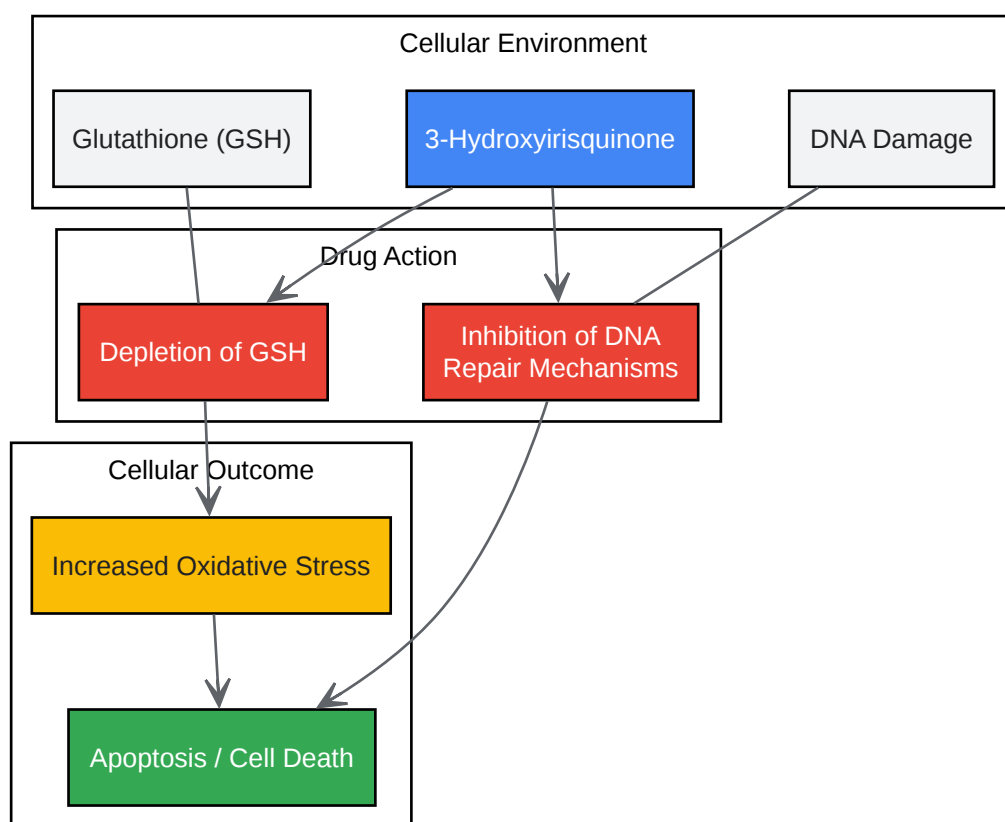 Cellular Environment
Glutathione (GSH)
3-Hydroxyirisquinone
DNA Damage
Drug Action
Depletion of GSH
Inhibition of DNA
Repair Mechanisms
Cellular Outcome
Increased Oxidative Stress
Apoptosis / Cell Death